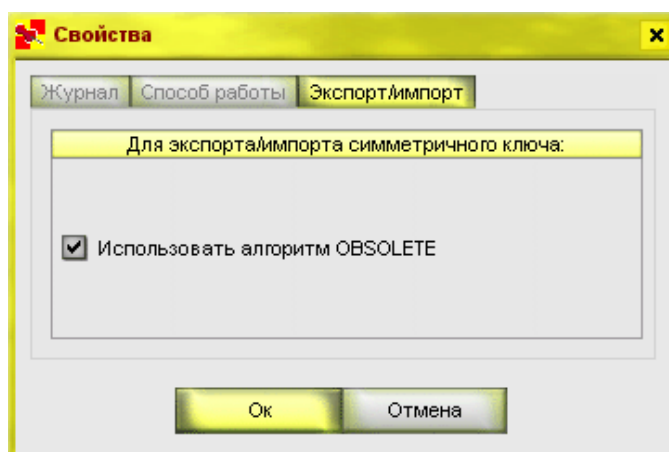 Свойства
Журнал Способ работы Экспорт/импорт
Для экспорта/импорта симметричного ключа:
Использовать алгоритм OBSOLETE
Ок Отмена